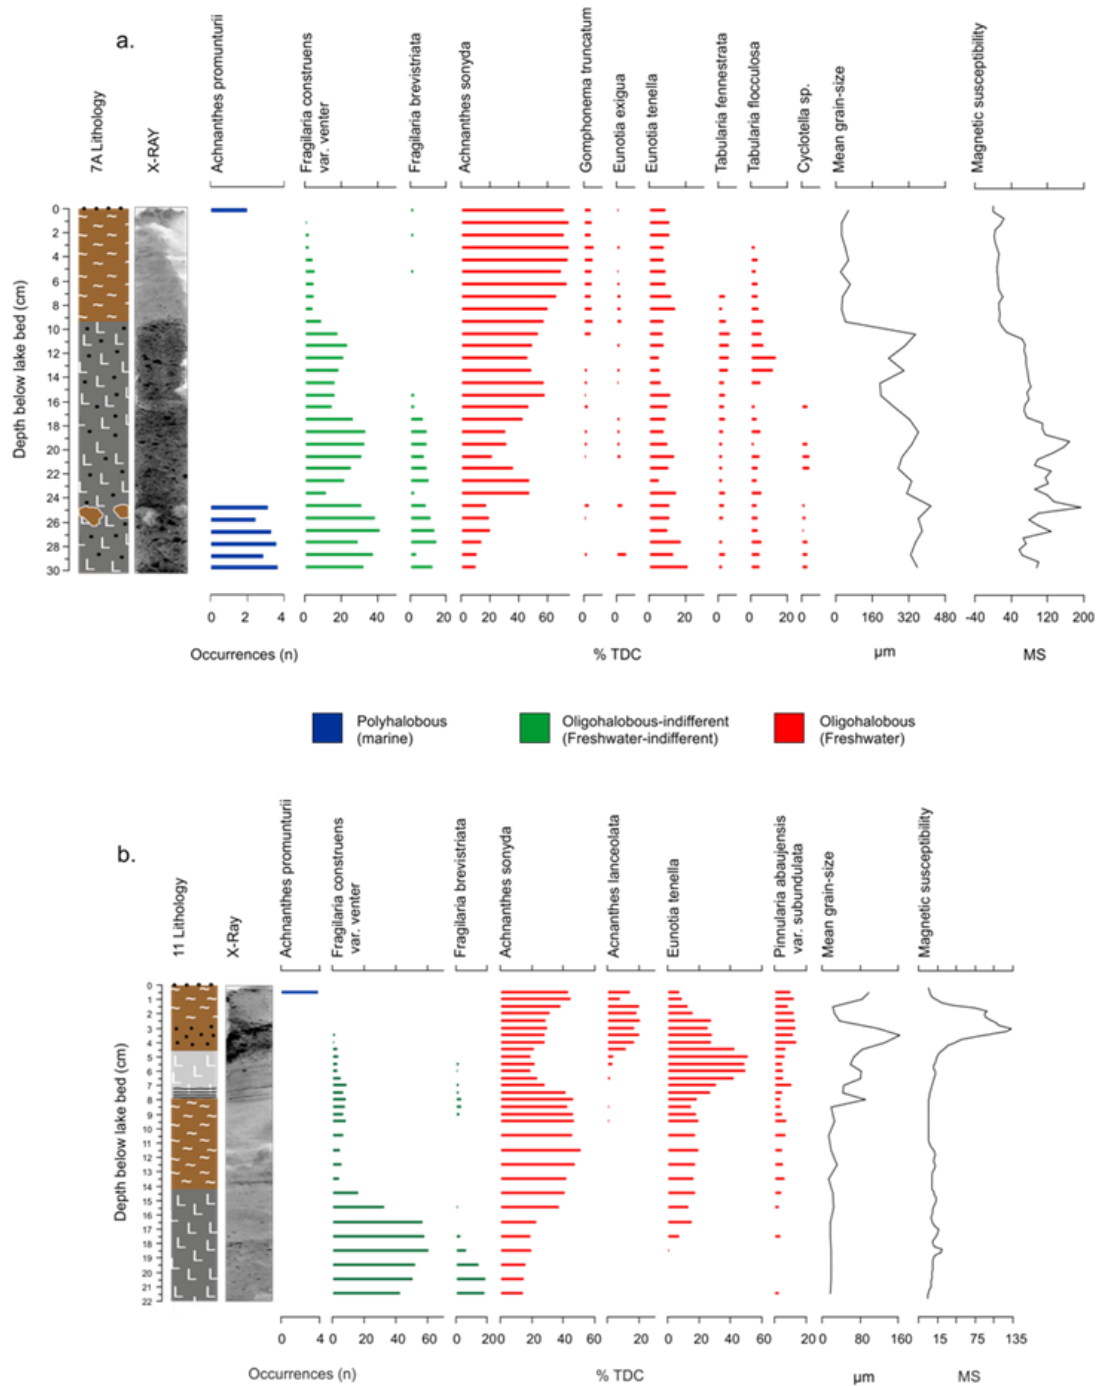 a.
7A Lithology
X-RAY
Achnanthes promunturii
Fragilaria construens
var. venter
Fragilaria brevistriata
Achnanthes sonyda
Gomphonema truncatum
Eunotia exigua
Eunotia tenella
Tabularia fennestrata
Tabularia flocculosa
Cyclotella sp.
Mean grain-size
Magnetic susceptibility
Depth below lake bed (cm)
0
2
4
6
8
10
12
14
16
18
20
22
24
26
28
30
0 2 4 0 20 40 0 20 0 20 40 60 0 0 0 20 0 0 20 0 0 160 320 480 -40 40 120 200
Occurrences (n) % TDC µm MS
Polyhalobous
(marine)
Oligohalobous-indifferent
(Freshwater-indifferent)
Oligohalobous
(Freshwater)
b.
11 Lithology
X-Ray
Achnanthes promunturii
Fragilaria construens
var. venter
Fragilaria brevistriata
Achnanthes sonyda
Acnanthes lanceolata
Eunotia tenella
Pinnularia abaujensis
var. subundulata
Mean grain-size
Magnetic susceptibility
Depth below lake bed (cm)
0
1
2
3
4
5
6
7
8
9
10
11
12
13
14
15
16
17
18
19
20
21
22
0 4 0 20 40 60 0 20 0 20 40 60 0 20 0 20 40 60 0 20 0 80 160 15 75 135
Occurrences (n) % TDC µm MS